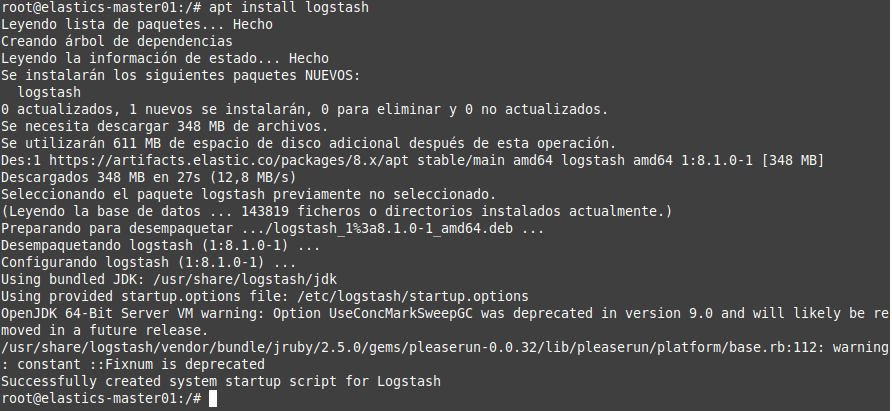 root@elastics-master01:/# apt install logstash
Leyendo lista de paquetes... Hecho
Creando árbol de dependencias
Leyendo la información de estado... Hecho
Se instalarán los siguientes paquetes NUEVOS:
  logstash
0 actualizados, 1 nuevos se instalarán, 0 para eliminar y 0 no actualizados.
Se necesita descargar 348 MB de archivos.
Se utilizarán 611 MB de espacio de disco adicional después de esta operación.
Des:1 https://artifacts.elastic.co/packages/8.x/apt stable/main amd64 logstash amd64 1:8.1.0-1 [348 MB]
Descargados 348 MB en 27s (12,8 MB/s)
Seleccionando el paquete logstash previamente no seleccionado.
(Leyendo la base de datos ... 143819 ficheros o directorios instalados actualmente.)
Preparando para desempaquetar .../logstash_1%3a8.1.0-1_amd64.deb ...
Desempaquetando logstash (1:8.1.0-1) ...
Configurando logstash (1:8.1.0-1) ...
Using bundled JDK: /usr/share/logstash/jdk
Using provided startup.options file: /etc/logstash/startup.options
OpenJDK 64-Bit Server VM warning: Option UseConcMarkSweepGC was deprecated in version 9.0 and will likely be re
moved in a future release.
/usr/share/logstash/vendor/bundle/jruby/2.5.0/gems/pleaserun-0.0.32/lib/pleaserun/platform/base.rb:112: warning
: constant ::Fixnum is deprecated
Successfully created system startup script for Logstash
root@elastics-master01:/#